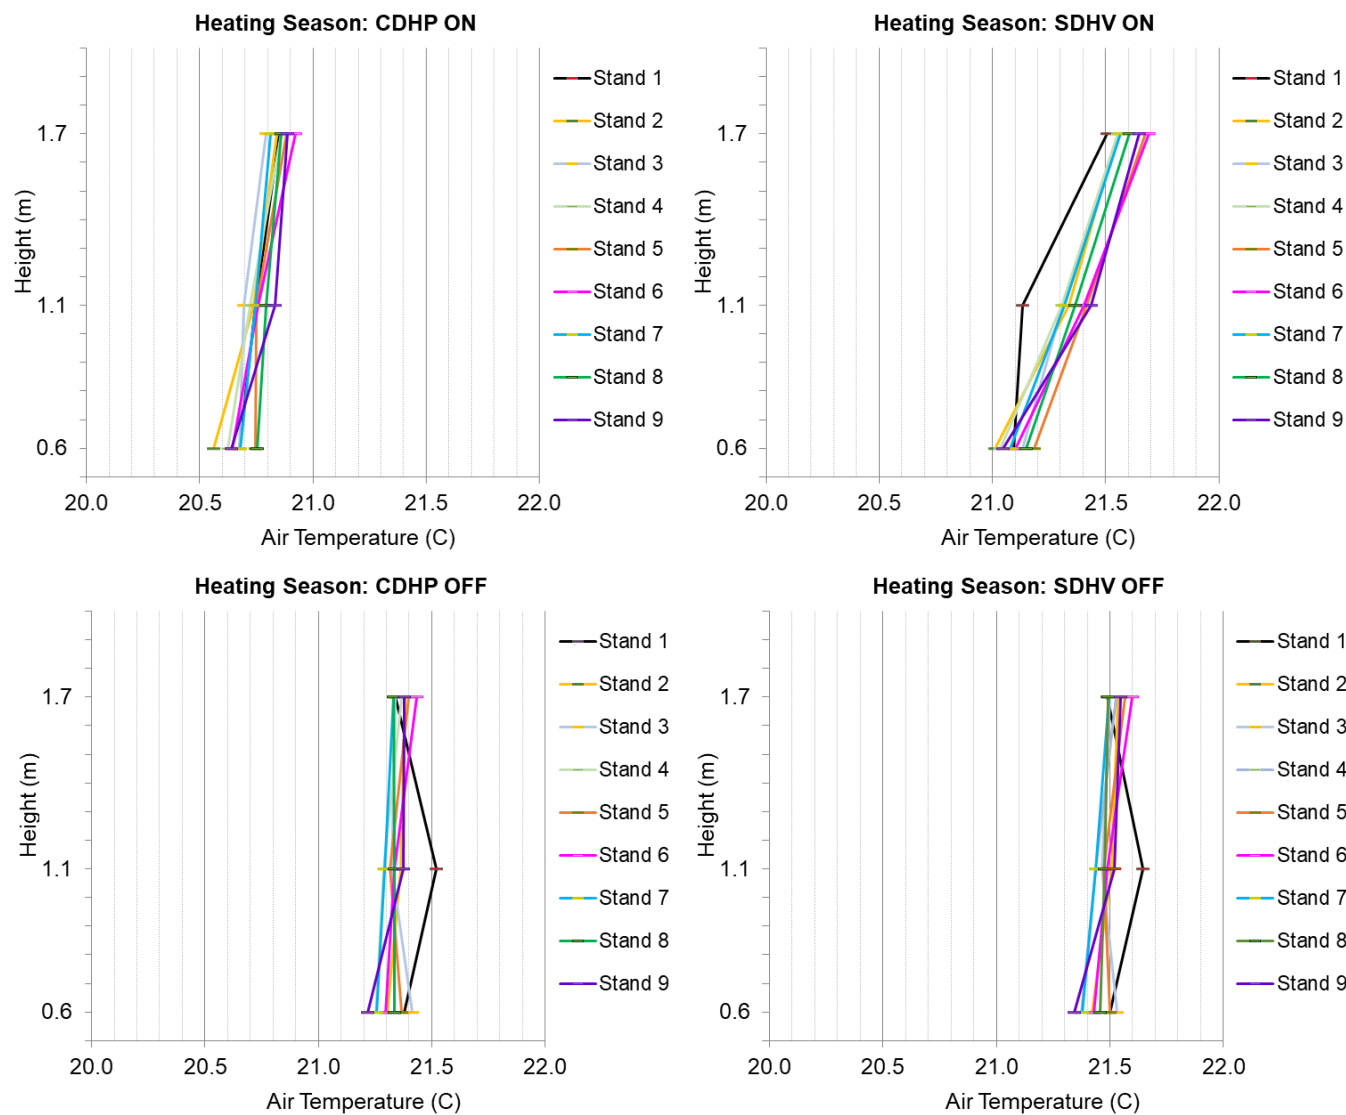 Heating Season: CDHP ON
Height (m)
1.7
1.1
0.6
20.0 20.5 21.0 21.5 22.0
Air Temperature (C)
Stand 1
Stand 2
Stand 3
Stand 4
Stand 5
Stand 6
Stand 7
Stand 8
Stand 9
Heating Season: SDHV ON
Height (m)
1.7
1.1
0.6
20.0 20.5 21.0 21.5 22.0
Air Temperature (C)
Stand 1
Stand 2
Stand 3
Stand 4
Stand 5
Stand 6
Stand 7
Stand 8
Stand 9
Heating Season: CDHP OFF
Height (m)
1.7
1.1
0.6
20.0 20.5 21.0 21.5 22.0
Air Temperature (C)
Stand 1
Stand 2
Stand 3
Stand 4
Stand 5
Stand 6
Stand 7
Stand 8
Stand 9
Heating Season: SDHV OFF
Height (m)
1.7
1.1
0.6
20.0 20.5 21.0 21.5 22.0
Air Temperature (C)
Stand 1
Stand 2
Stand 3
Stand 4
Stand 5
Stand 6
Stand 7
Stand 8
Stand 9